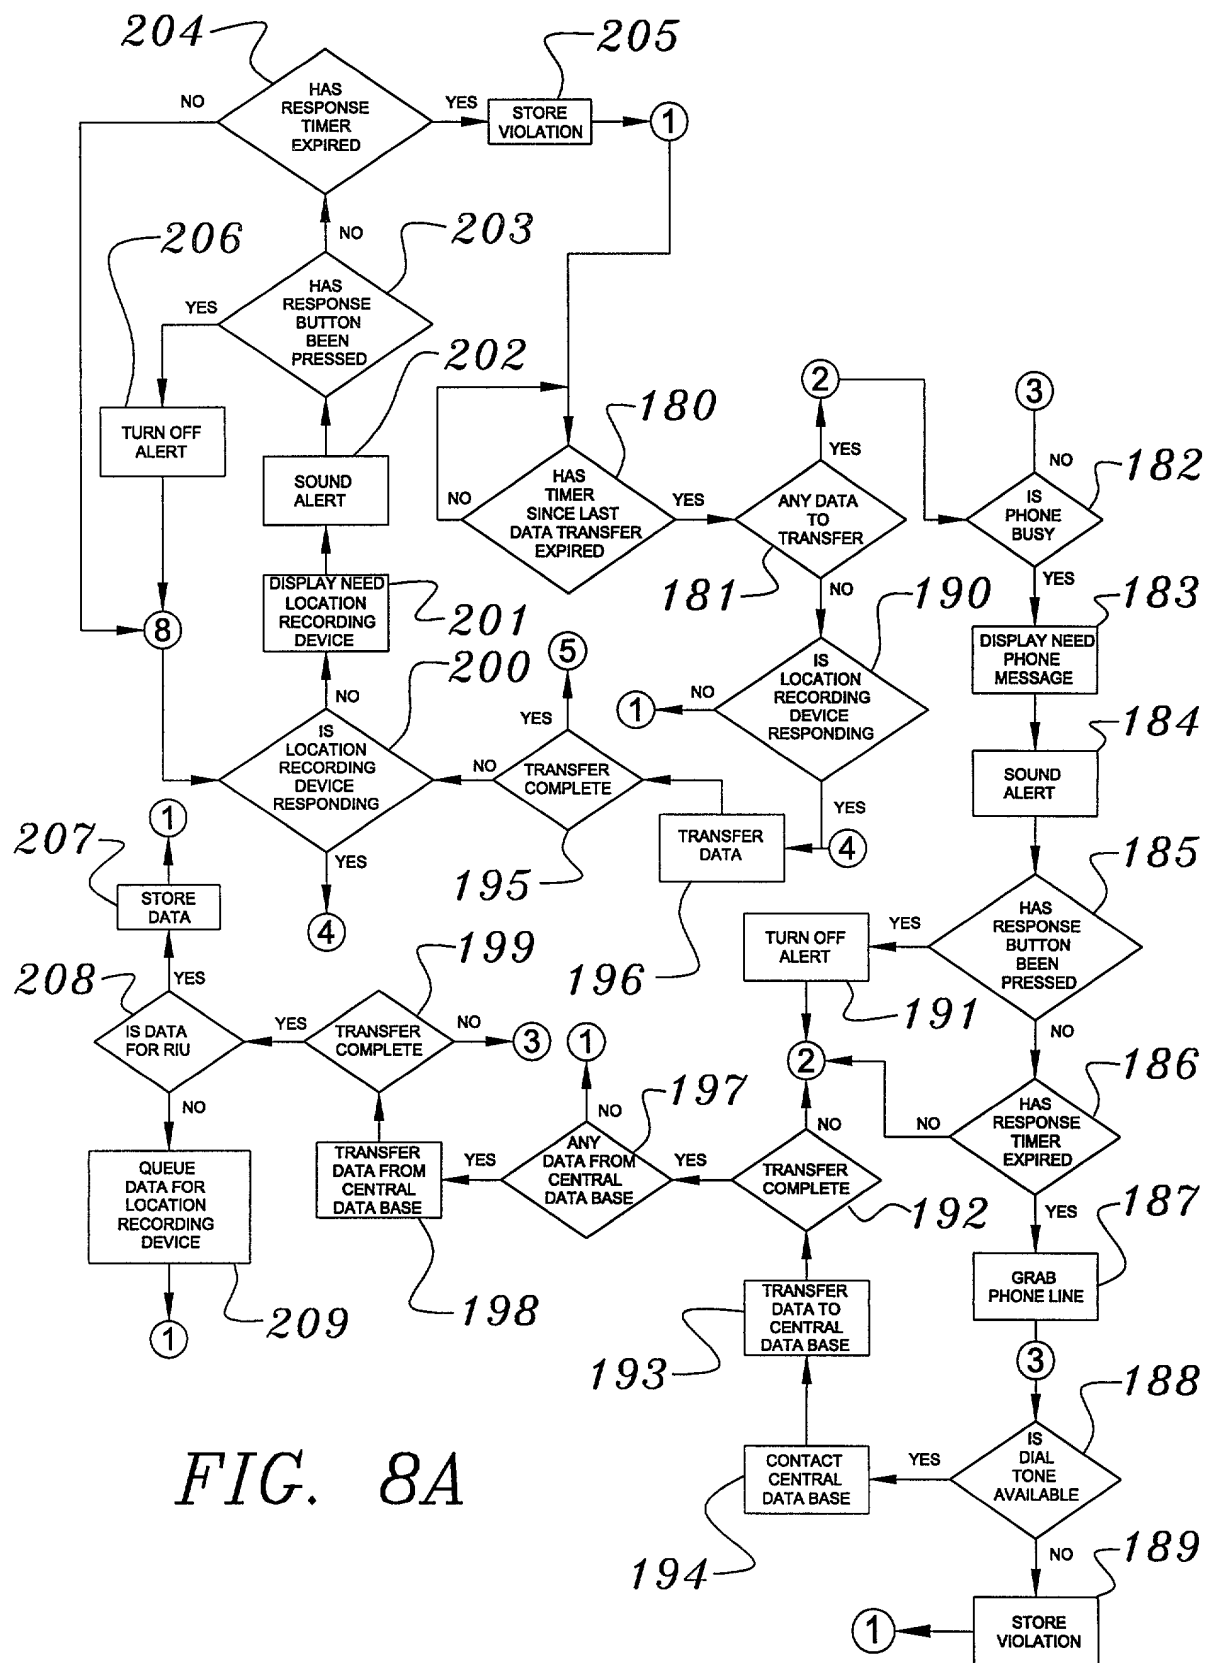 204
205
NO
HAS
RESPONSE
TIMER
EXPIRED
YES
STORE
VIOLATION
1
206
NO
203
YES
HAS
RESPONSE
BUTTON
BEEN
PRESSED
202
TURN OFF
ALERT
SOUND
ALERT
2
3
180
NO
HAS
TIMER
SINCE LAST
DATA TRANSFER
EXPIRED
YES
YES
ANY DATA
TO
TRANSFER
181
NO
NO
182
IS
PHONE
BUSY
YES
183
DISPLAY NEED
PHONE
MESSAGE
8
DISPLAY NEED
LOCATION
RECORDING
DEVICE
201
190
NO
200
5
YES
1
NO
IS
LOCATION
RECORDING
DEVICE
RESPONDING
184
SOUND
ALERT
IS
LOCATION
RECORDING
DEVICE
RESPONDING
NO
TRANSFER
COMPLETE
YES
1
207
STORE
DATA
YES
4
195
TRANSFER
DATA
4
196
185
YES
HAS
RESPONSE
BUTTON
BEEN
PRESSED
TURN OFF
ALERT
191
NO
208
YES
IS DATA
FOR RIU
YES
199
TRANSFER
COMPLETE
NO
3
1
2
186
NO
HAS
RESPONSE
TIMER
EXPIRED
NO
QUEUE
DATA FOR
LOCATION
RECORDING
DEVICE
TRANSFER
DATA FROM
CENTRAL
DATA BASE
YES
NO
197
ANY
DATA FROM
CENTRAL
DATA BASE
YES
NO
TRANSFER
COMPLETE
192
YES
187
GRAB
PHONE LINE
209
1
198
TRANSFER
DATA TO
CENTRAL
DATA BASE
193
3
188
IS
DIAL
TONE
AVAILABLE
YES
CONTACT
CENTRAL
DATA BASE
194
NO
189
STORE
VIOLATION
1
FIG. 8A